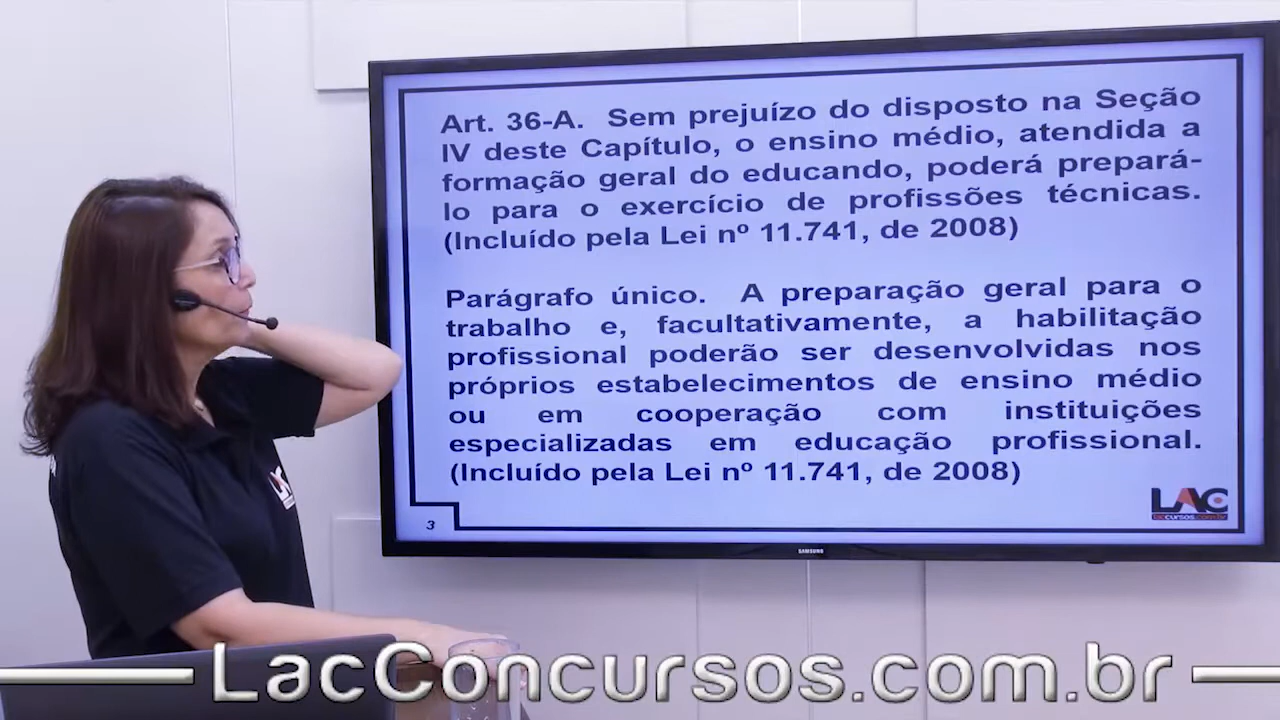 Art. 36-A. Sem prejuízo do disposto na Seção
IV deste Capítulo, o ensino médio, atendida a
formação geral do educando, poderá prepará-
lo para o exercício de profissões técnicas.
(Incluído pela Lei nº 11.741, de 2008)
Parágrafo único. A preparação geral para o
trabalho e, facultativamente, a habilitação
profissional poderão ser desenvolvidas nos
próprios estabelecimentos de ensino médio
ou em cooperação com instituições
especializadas em educação profissional.
(Incluído pela Lei nº 11.741, de 2008)
3
LAC
laccursos.com.br
SAMSUNG
LacConcursos.com.br